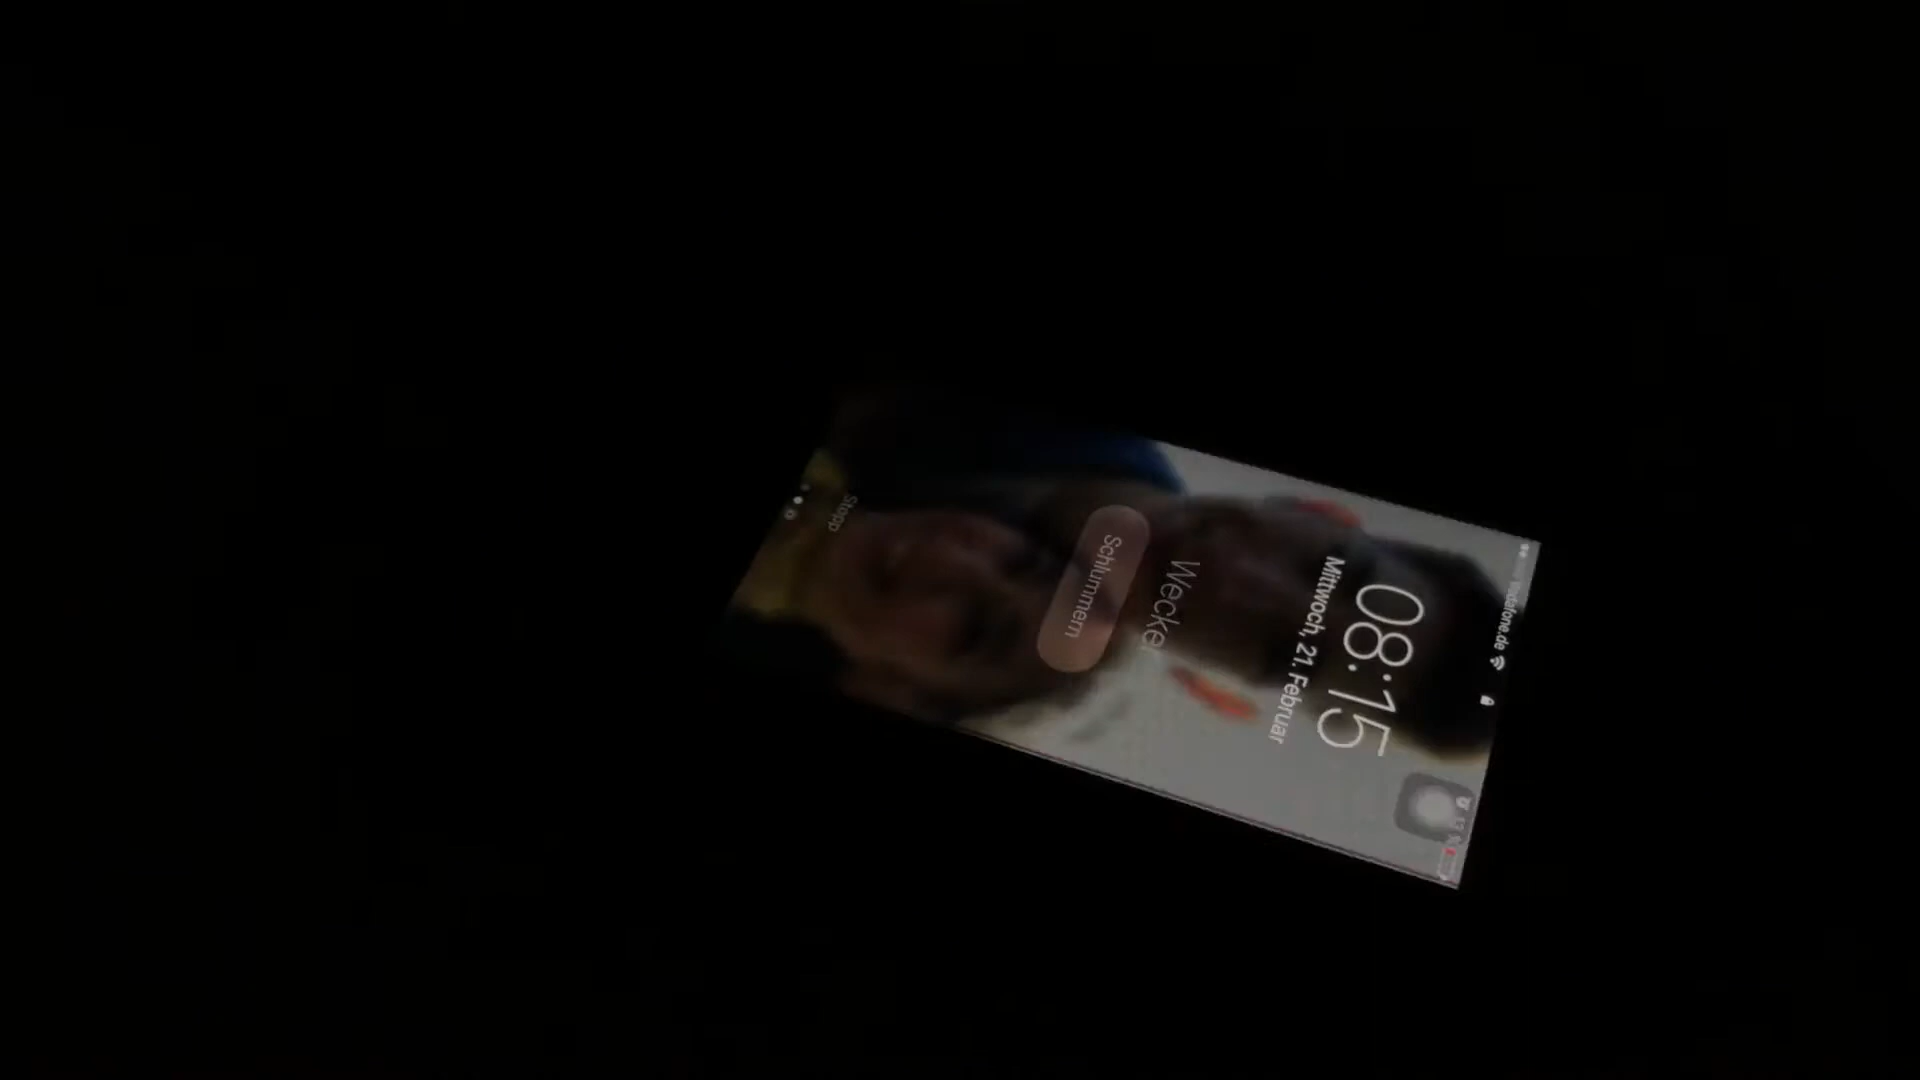 vodafone.de
08:15
Mittwoch, 21. Februar
Wecker
Schlummern
Stopp